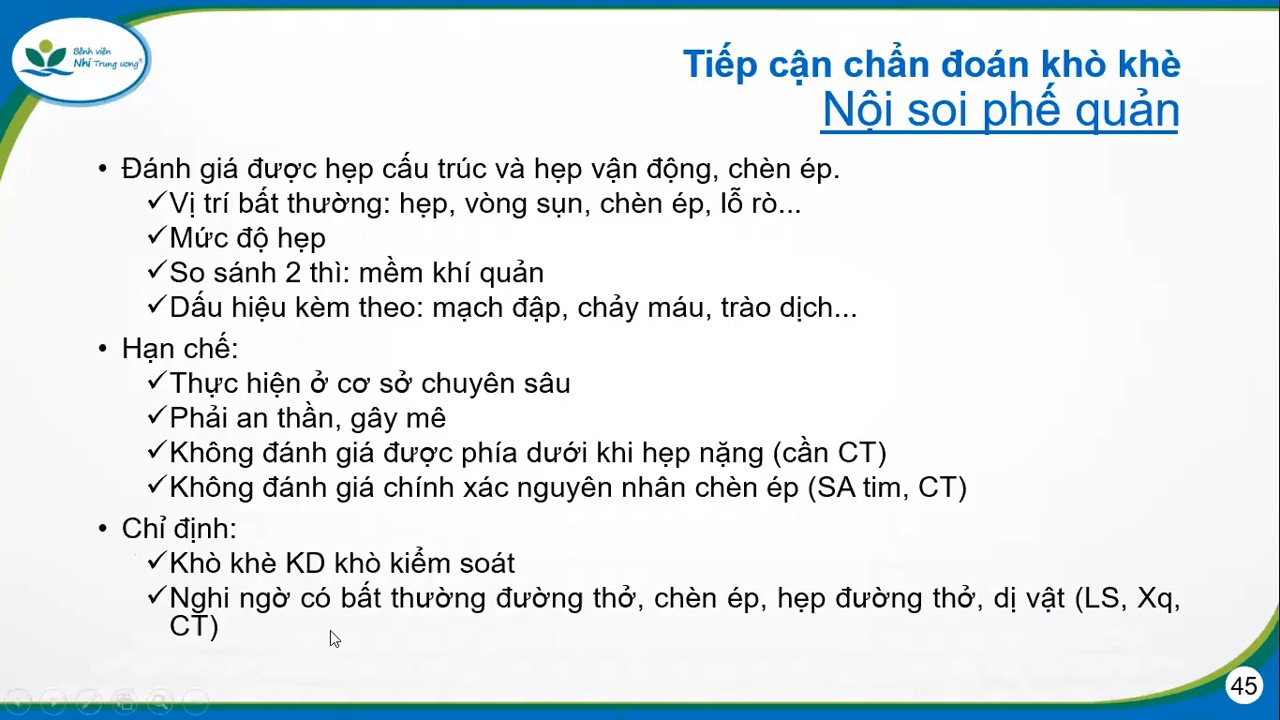 Bệnh viện
Nhi Trung ương®
Tiếp cận chẩn đoán khò khè
Nội soi phế quản
• Đánh giá được hẹp cấu trúc và hẹp vận động, chèn ép.
✓Vị trí bất thường: hẹp, vòng sụn, chèn ép, lỗ rò...
✓Mức độ hẹp
✓So sánh 2 thì: mềm khí quản
✓Dấu hiệu kèm theo: mạch đập, chảy máu, trào dịch...
• Hạn chế:
✓Thực hiện ở cơ sở chuyên sâu
✓Phải an thần, gây mê
✓Không đánh giá được phía dưới khi hẹp nặng (cần CT)
✓Không đánh giá chính xác nguyên nhân chèn ép (SA tim, CT)
• Chỉ định:
✓Khò khè KD khò kiểm soát
✓Nghi ngờ có bất thường đường thở, chèn ép, hẹp đường thở, dị vật (LS, Xq,
CT)
45